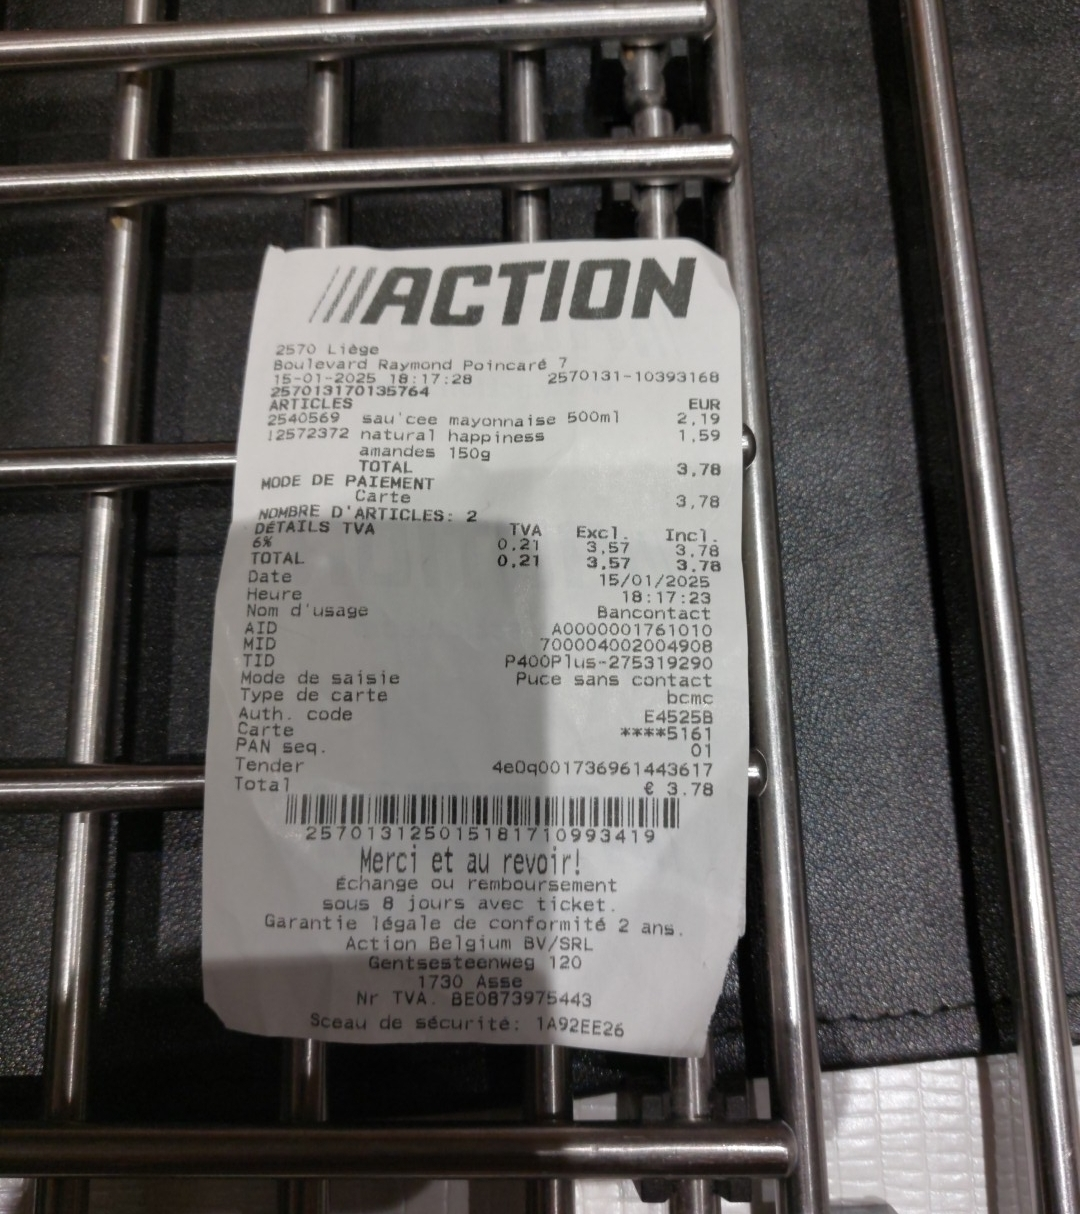 ACTION
2570 Liège
Boulevard Raymond Poincaré 7
15-01-2025 18:17:28 2570131-10393168
257013170135764
ARTICLES EUR
2540569 sau'cee mayonnaise 500ml 2,19
12572372 natural happiness 1,59
amandes 150g
TOTAL 3,78
MODE DE PAIEMENT
Carte 3,78
NOMBRE D'ARTICLES: 2
DÉTAILS TVA TVA Excl. Incl.
6% 0,21 3,57 3,78
TOTAL 0,21 3,57 3,78
Date 15/01/2025
Heure 18:17:23
Nom d'usage Bancontact
AID A0000001761010
MID 700004002004908
TID P400Plus-275319290
Mode de saisie Puce sans contact
Type de carte bcmc
Auth. code E4525B
Carte ****5161
PAN seq. 01
Tender 4e0q001736961443617
Total € 3.78
257013125015181710993419
Merci et au revoir!
Échange ou remboursement
sous 8 jours avec ticket.
Garantie légale de conformité 2 ans.
Action Belgium BV/SRL
Gentsesteenweg 120
1730 Asse
Nr TVA. BE0873975443
Sceau de sécurité: 1A92EE26